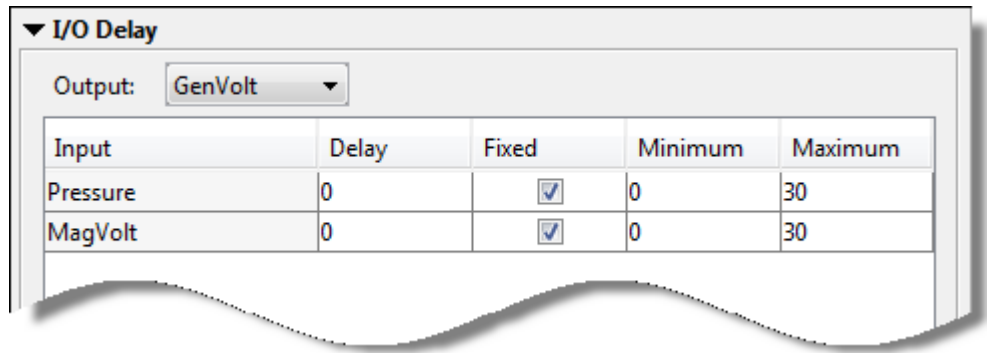 I/O Delay
Output: GenVolt
Input Delay Fixed Minimum Maximum
Pressure 0 0 30
MagVolt 0 0 30